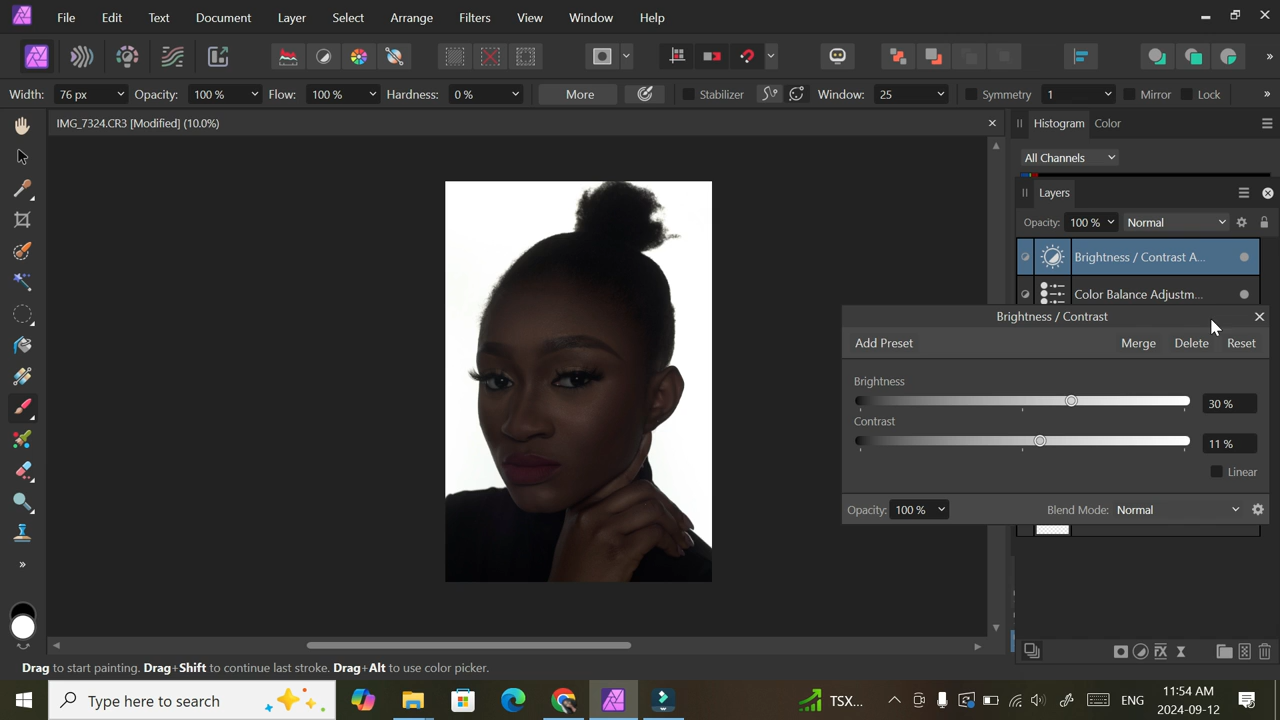 File Edit Text Document Layer Select Arrange Filters View Window Help
Width: 76 px Opacity: 100 % Flow: 100 % Hardness: 0 % More Stabilizer Window: 25 Symmetry 1 Mirror Lock »
IMG_7324.CR3 [Modified] (10.0%)
Histogram Color
All Channels
Layers
Opacity: 100 % Normal
Brightness / Contrast A...
Color Balance Adjustm...
Brightness / Contrast
Add Preset Merge Delete Reset
Brightness
30 %
Contrast
11 %
Linear
Opacity: 100 % Blend Mode: Normal
Drag to start painting. Drag+Shift to continue last stroke. Drag+Alt to use color picker.
Type here to search
TSX...
ENG
11:54 AM
2024-09-12